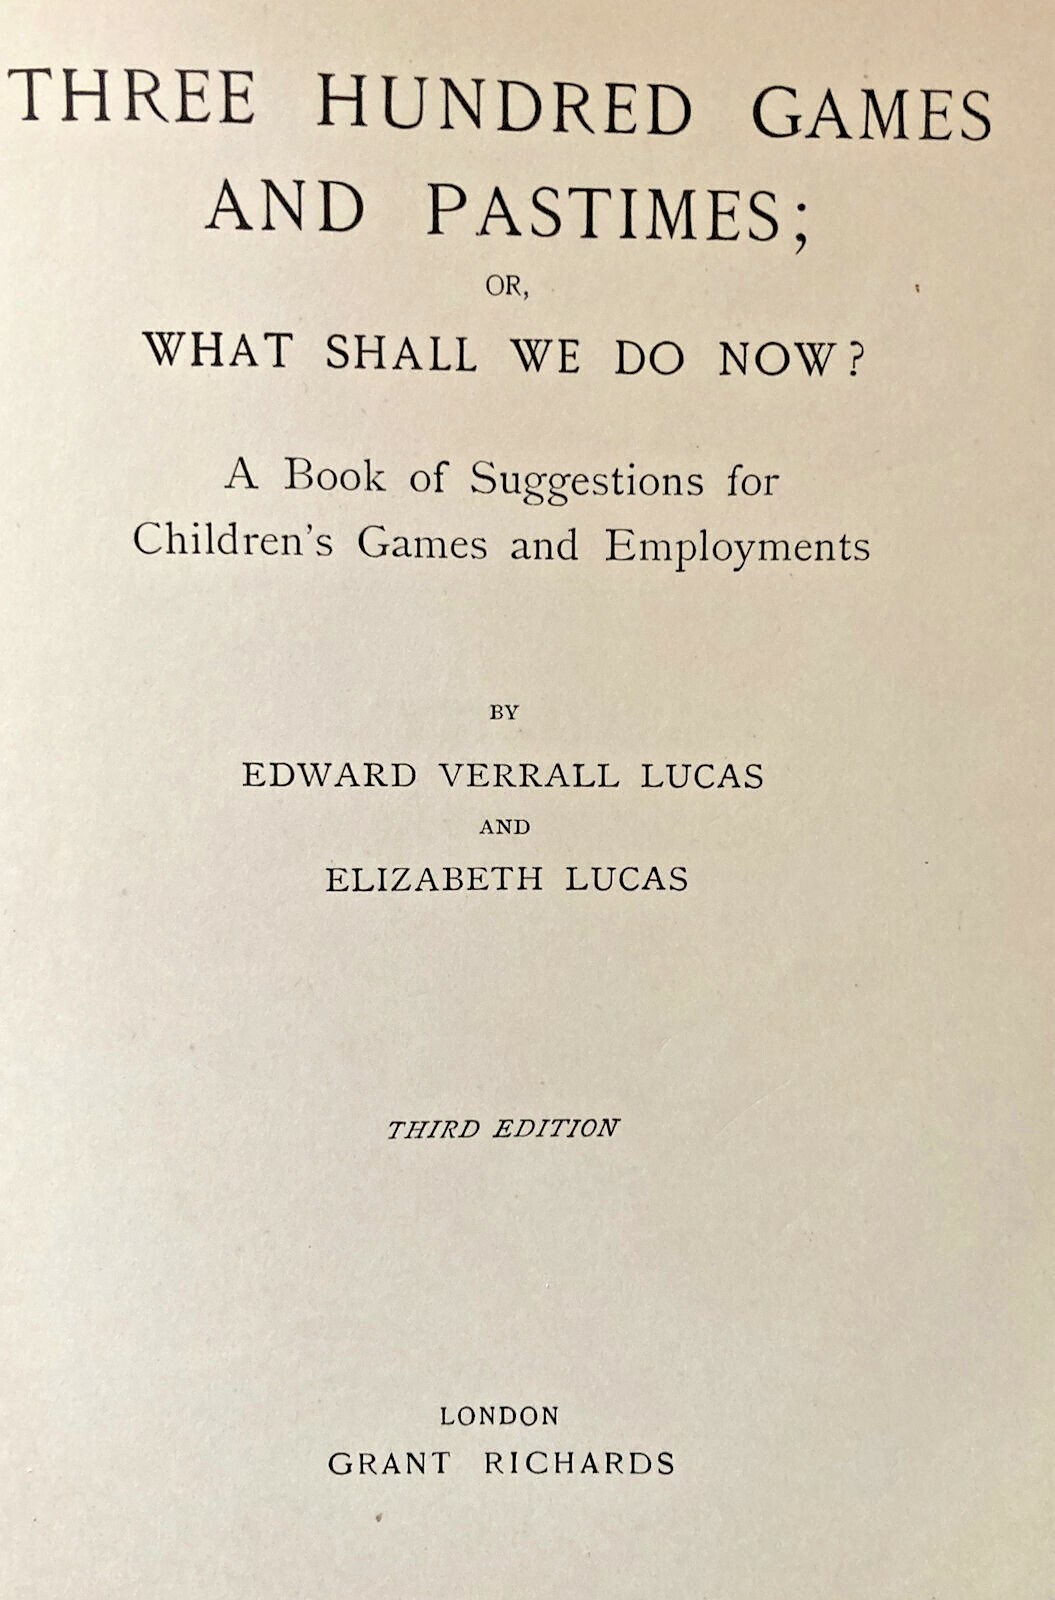 THREE HUNDRED GAMES
AND PASTIMES;
OR,
WHAT SHALL WE DO NOW?
A Book of Suggestions for
Children's Games and Employments
BY
EDWARD VERRALL LUCAS
AND
ELIZABETH LUCAS
THIRD EDITION
LONDON
GRANT RICHARDS